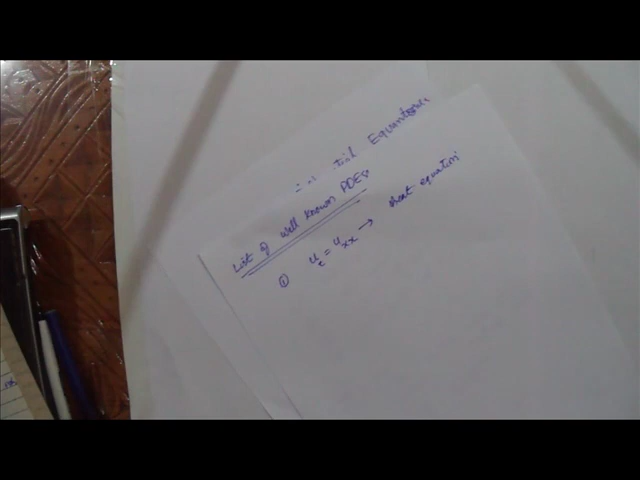 Equations
List of well known PDEs
① u_t = u_xx → heat equation